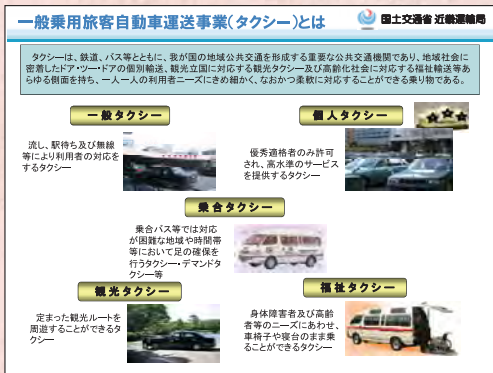 一般乗用旅客自動車運送事業(タクシー)とは
国土交通省 近畿運輸局
タクシーは、鉄道、バス等とともに、我が国の地域公共交通を形成する重要な公共交通機関であり、地域社会に
密着したドア・ツー・ドアの個別輸送、観光立国に対応する観光タクシー及び高齢化社会に対応する福祉輸送等あ
らゆる側面を持ち、一人一人の利用者ニーズにきめ細かく、なおかつ柔軟に対応することができる乗り物である。
一般タクシー
流し、駅待ち及び無線
等により利用者の対応を
するタクシー
個人タクシー
優秀適格者のみ許可
され、高水準のサービス
を提供するタクシー
乗合タクシー
乗合バス等では対応
が困難な地域や時間帯
等において足の確保を
行うタクシー・デマンドタ
クシー等
観光タクシー
定まった観光ルートを
周遊することができるタ
クシー
福祉タクシー
身体障害者及び高齢
者等のニーズにあわせ、
車椅子や寝台のまま乗
ることができるタクシー